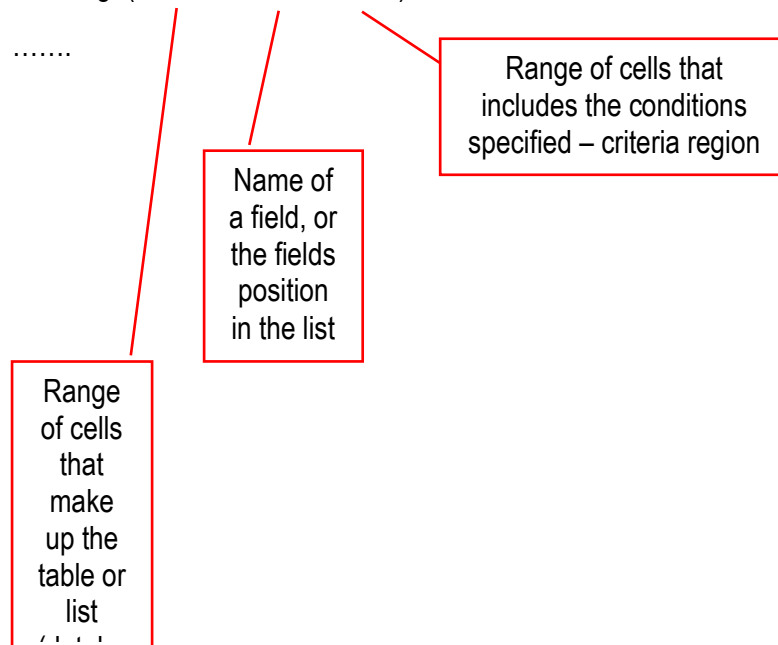 …….
Range of cells that
includes the conditions
specified – criteria region
Name of
a field, or
the fields
position
in the list
Range
of cells
that
make
up the
table or
list